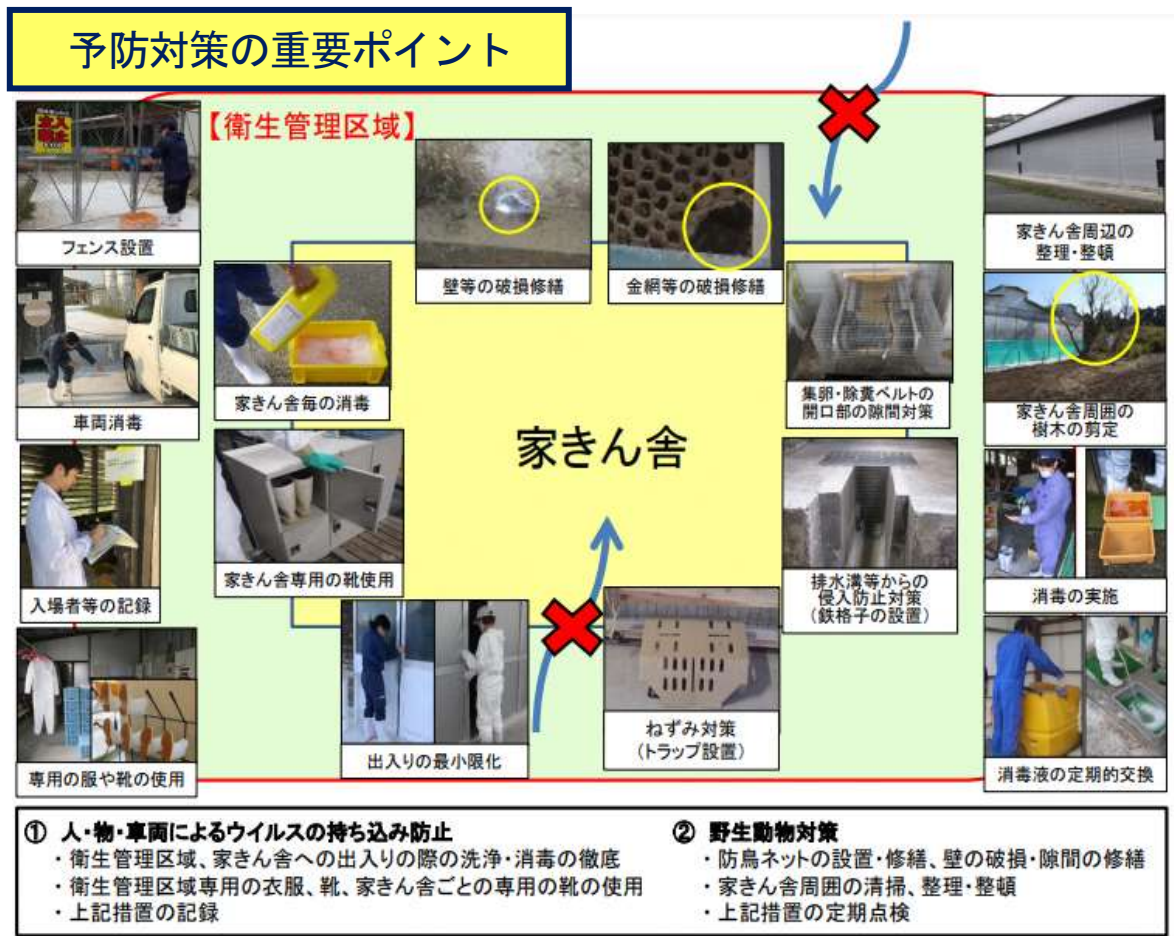 予防対策の重要ポイント
【衛生管理区域】
立入
禁止
フェンス設置
壁等の破損修繕
金網等の破損修繕
家きん舎周辺の
整理・整頓
車両消毒
家きん舎毎の消毒
集卵・除糞ベルトの
開口部の隙間対策
家きん舎周囲の
樹木の剪定
家きん舎
入場者等の記録
家きん舎専用の靴使用
排水溝等からの
侵入防止対策
(鉄格子の設置)
消毒の実施
専用の服や靴の使用
出入りの最小限化
ねずみ対策
(トラップ設置)
消毒液の定期的交換
① 人・物・車両によるウイルスの持ち込み防止
・衛生管理区域、家きん舎への出入りの際の洗浄・消毒の徹底
・衛生管理区域専用の衣服、靴、家きん舎ごとの専用の靴の使用
・上記措置の記録
② 野生動物対策
・防鳥ネットの設置・修繕、壁の破損・隙間の修繕
・家きん舎周囲の清掃、整理・整頓
・上記措置の定期点検